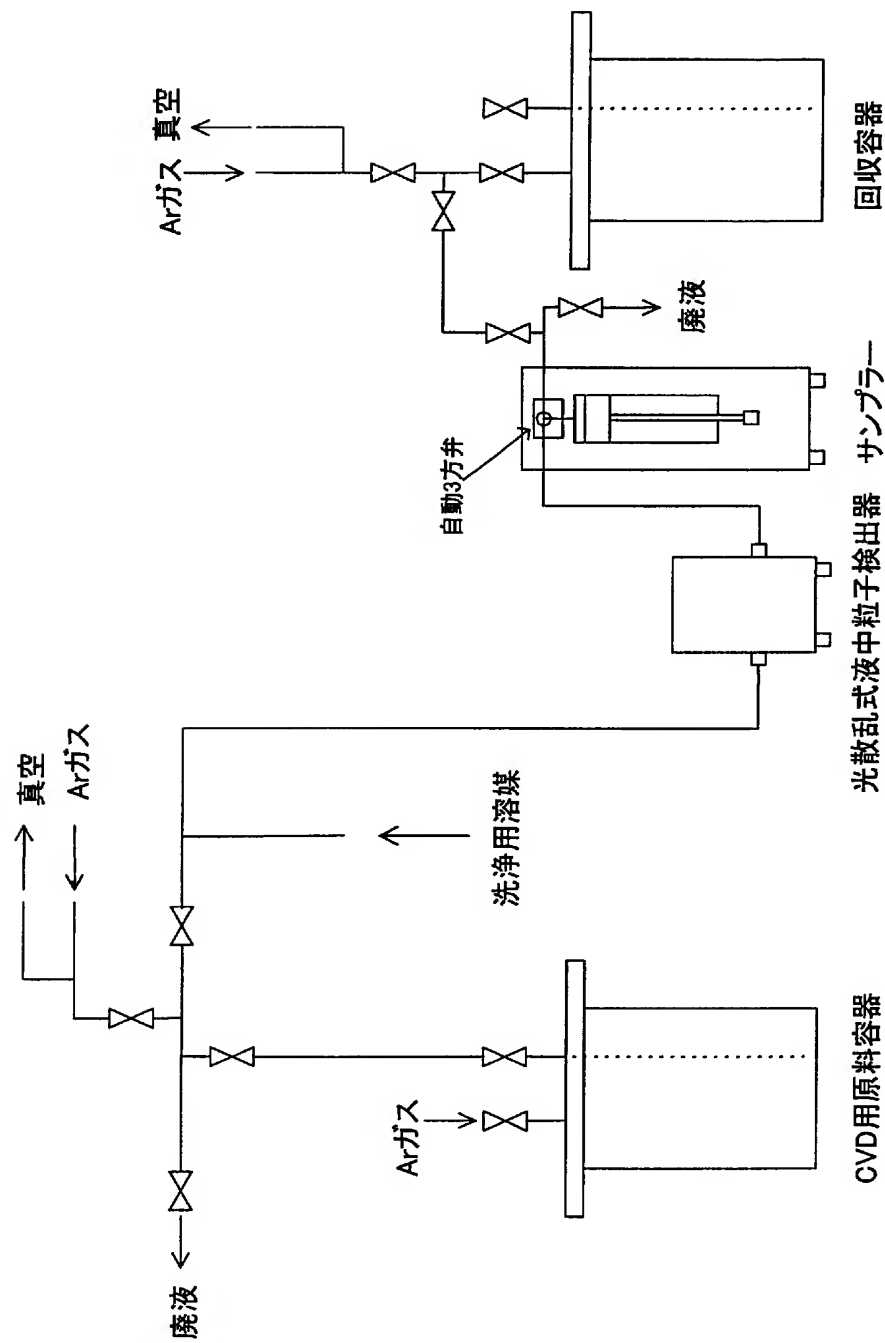 廃液
真空
Arガス
Arガス
CVD用原料容器
洗浄用溶媒
光散乱式液中粒子検出器
自動3方弁
サンプラー
廃液
Arガス
真空
回収容器